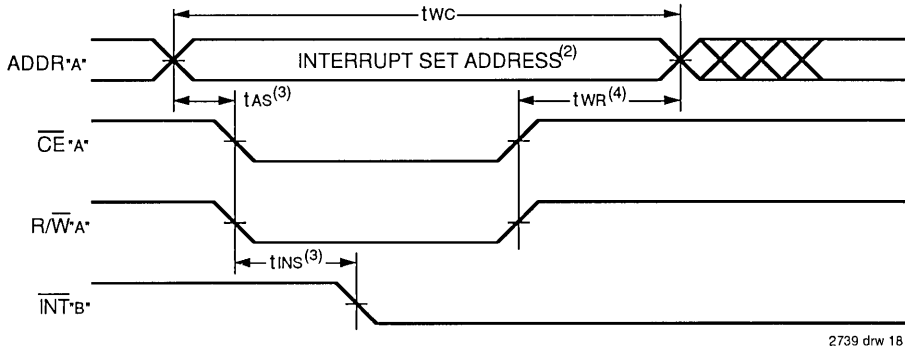 tWC
ADDR"A" INTERRUPT SET ADDRESS(2)
tAS(3) tWR(4)
CE"A"
R/W"A"
tINS(3)
INT"B"
2739 drw 18